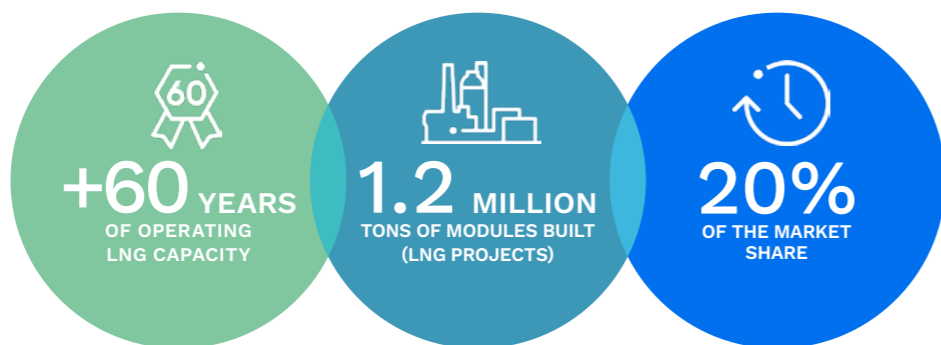 60
+60 YEARS
OF OPERATING
LNG CAPACITY
1.2 MILLION
TONS OF MODULES BUILT
(LNG PROJECTS)
20%
OF THE MARKET
SHARE